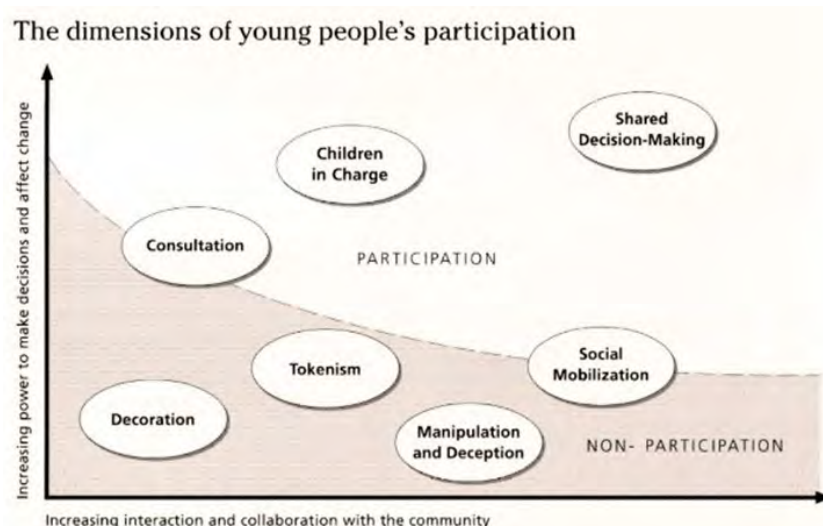 The dimensions of young people's participation
Increasing power to make decisions and affect change
Shared
Decision-Making
Children
in Charge
Consultation
PARTICIPATION
Tokenism
Social
Mobilization
Decoration
Manipulation
and Deception
NON- PARTICIPATION
Increasing interaction and collaboration with the community